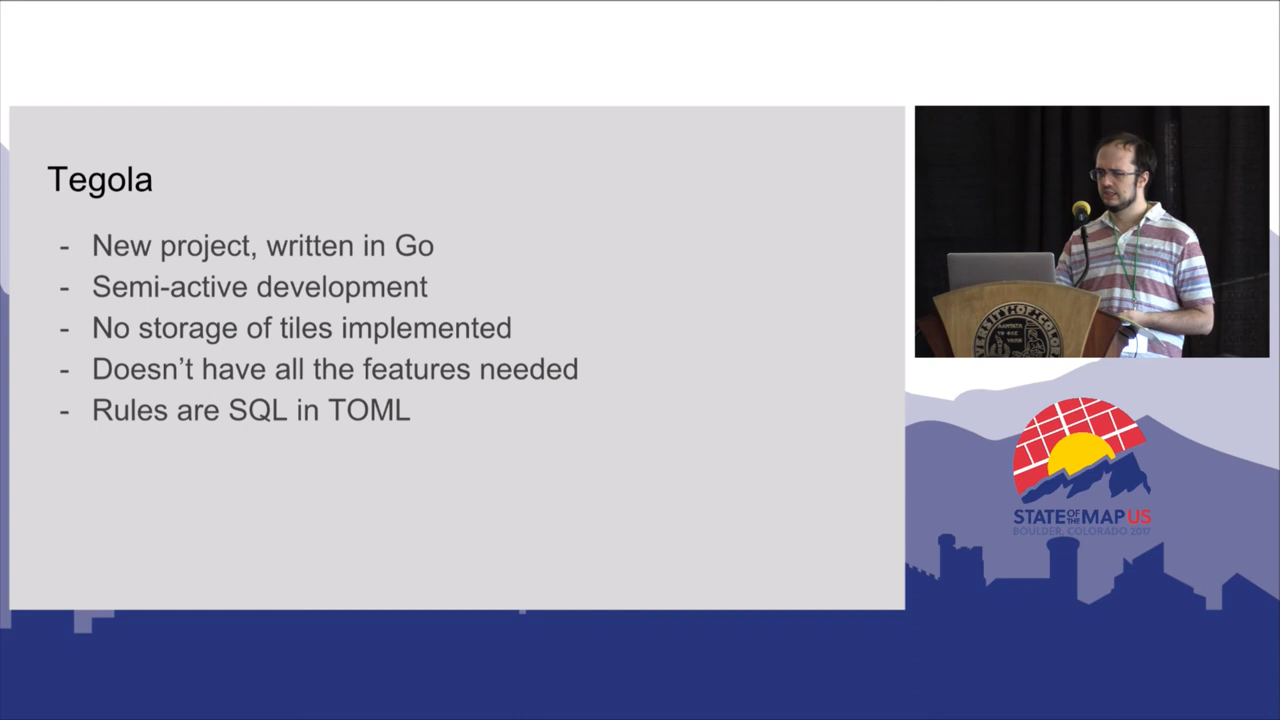 Tegola
- New project, written in Go
- Semi-active development
- No storage of tiles implemented
- Doesn't have all the features needed
- Rules are SQL in TOML
STATE OF THE MAP US
BOULDER, COLORADO 2017